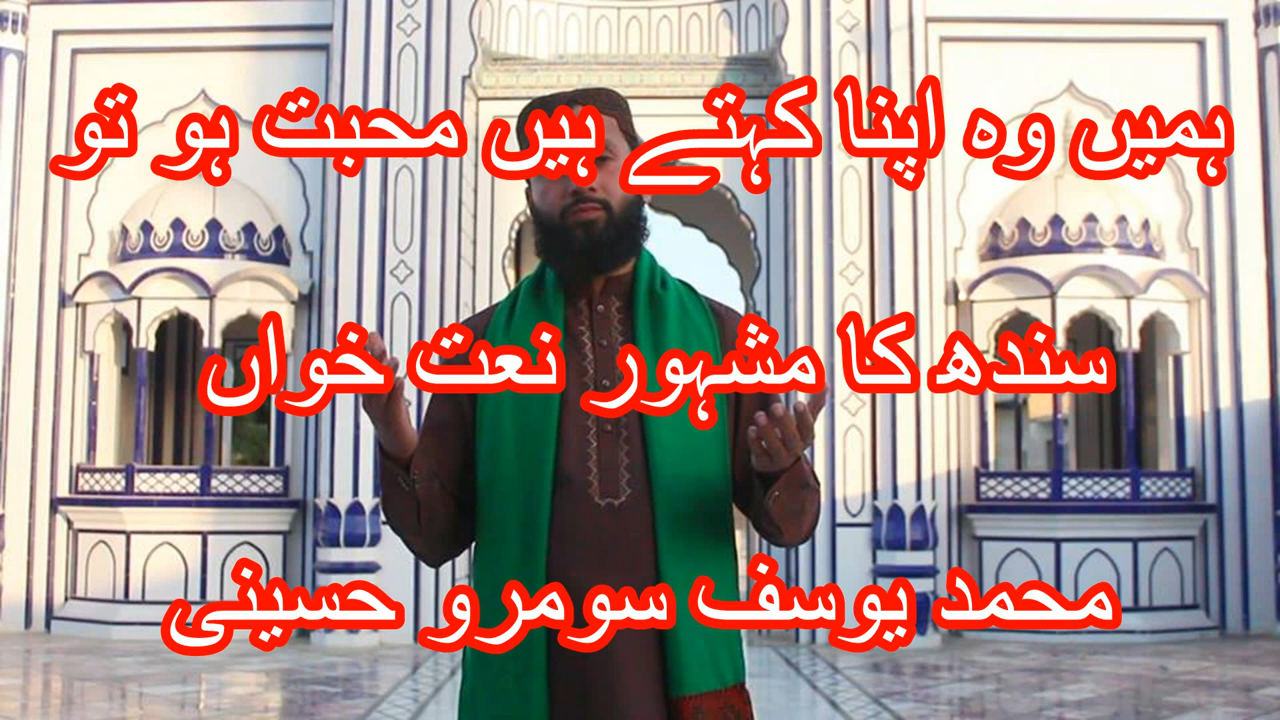 ہمیں وہ اپنا کہتے ہیں محبت ہو تو
سندھ کا مشہور نعت خواں
محمد یوسف سومرو حسینی